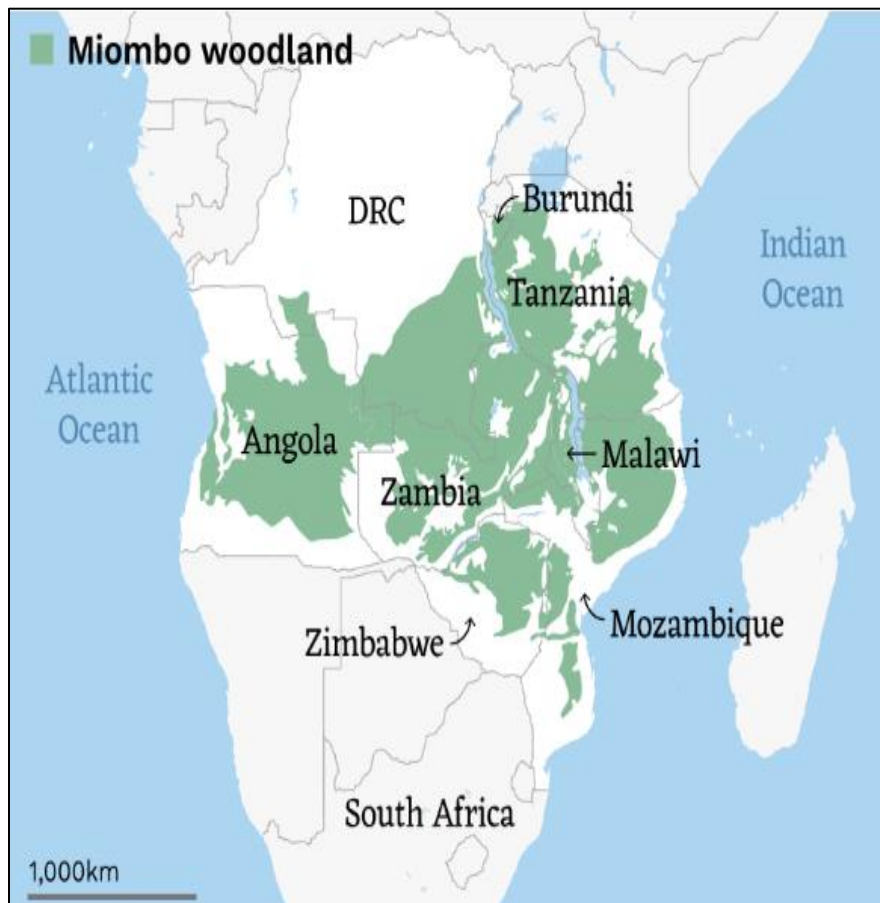 Miombo woodland
DRC
Burundi
Tanzania
Indian
Ocean
Atlantic
Ocean
Angola
Zambia
Malawi
Zimbabwe
Mozambique
South Africa
1,000km